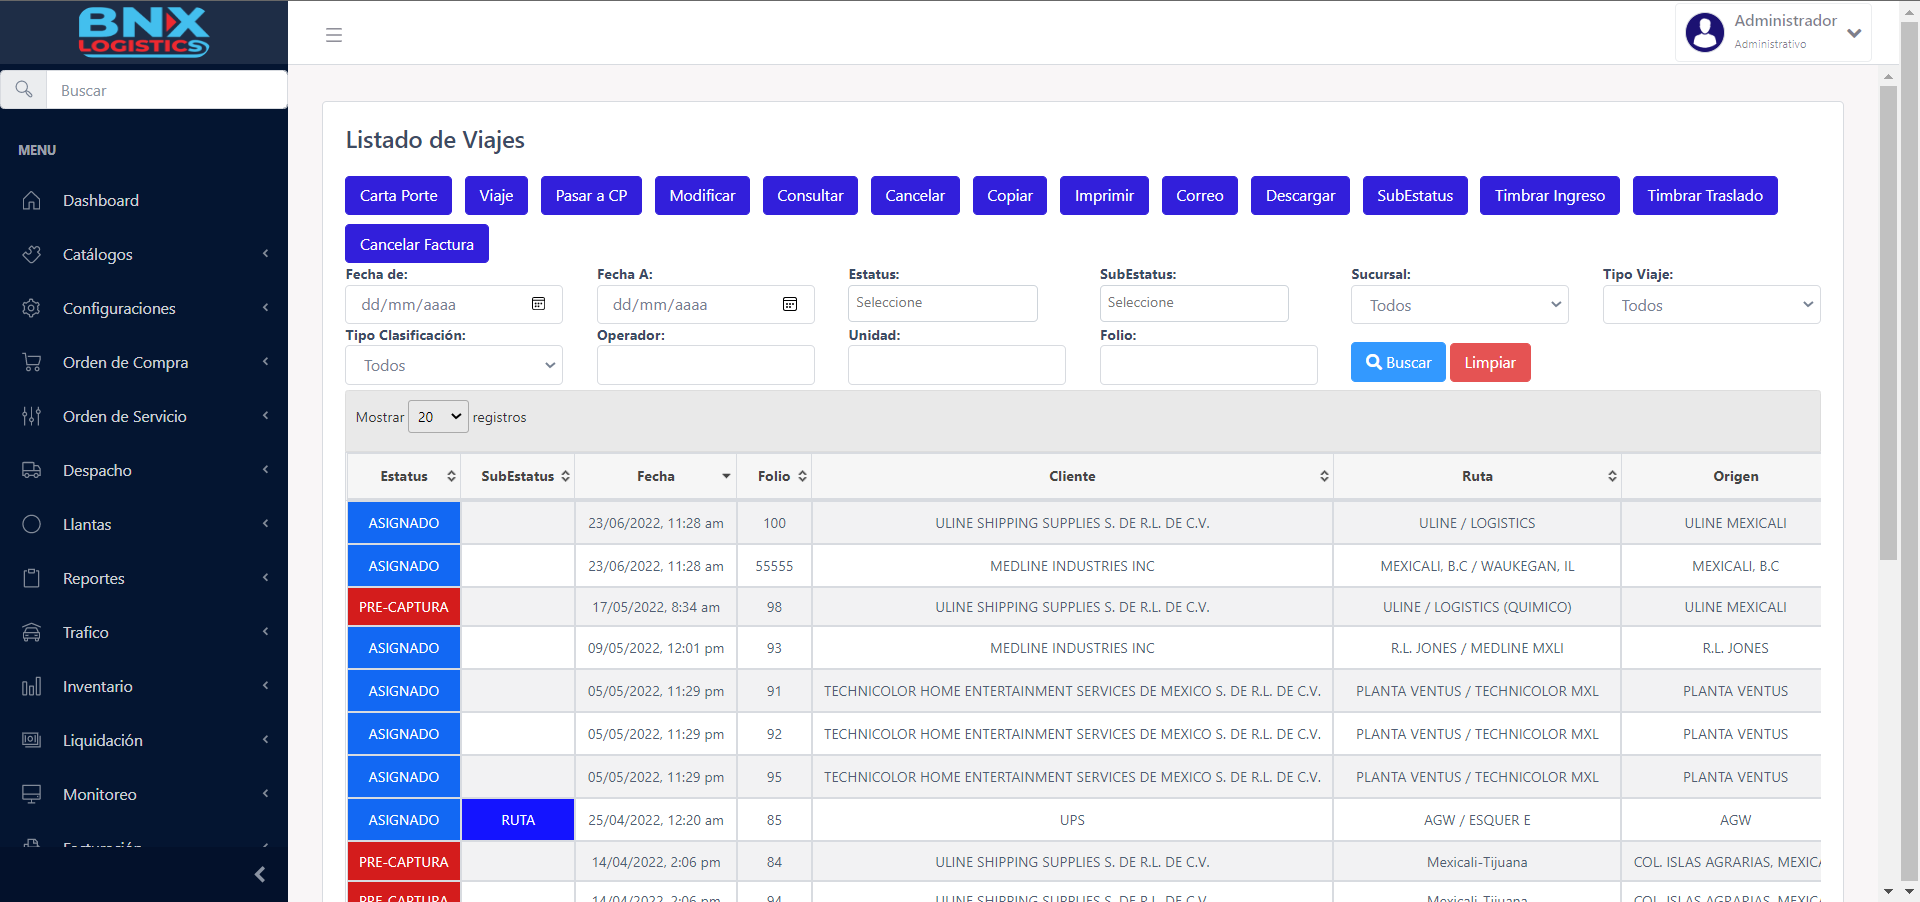 BNX
LOGISTICS
Administrador
Administrativo
Buscar
MENU
Dashboard
Catálogos
Configuraciones
Orden de Compra
Orden de Servicio
Despacho
Llantas
Reportes
Trafico
Inventario
Liquidación
Monitoreo
Facturación
Listado de Viajes
Carta Porte Viaje Pasar a CP Modificar Consultar Cancelar Copiar Imprimir Correo Descargar SubEstatus Timbrar Ingreso Timbrar Traslado
Cancelar Factura
Fecha de: Fecha A: Estatus: SubEstatus: Sucursal: Tipo Viaje:
dd/mm/aaaa dd/mm/aaaa Seleccione Seleccione Todos Todos
Tipo Clasificación: Operador: Unidad: Folio:
Todos Buscar Limpiar
Mostrar 20 registros
Estatus SubEstatus Fecha Folio Cliente Ruta Origen
ASIGNADO 23/06/2022, 11:28 am 100 ULINE SHIPPING SUPPLIES S. DE R.L. DE C.V. ULINE / LOGISTICS ULINE MEXICALI
ASIGNADO 23/06/2022, 11:28 am 55555 MEDLINE INDUSTRIES INC MEXICALI, B.C / WAUKEGAN, IL MEXICALI, B.C
PRE-CAPTURA 17/05/2022, 8:34 am 98 ULINE SHIPPING SUPPLIES S. DE R.L. DE C.V. ULINE / LOGISTICS (QUIMICO) ULINE MEXICALI
ASIGNADO 09/05/2022, 12:01 pm 93 MEDLINE INDUSTRIES INC R.L. JONES / MEDLINE MXLI R.L. JONES
ASIGNADO 05/05/2022, 11:29 pm 91 TECHNICOLOR HOME ENTERTAINMENT SERVICES DE MEXICO S. DE R.L. DE C.V. PLANTA VENTUS / TECHNICOLOR MXL PLANTA VENTUS
ASIGNADO 05/05/2022, 11:29 pm 92 TECHNICOLOR HOME ENTERTAINMENT SERVICES DE MEXICO S. DE R.L. DE C.V. PLANTA VENTUS / TECHNICOLOR MXL PLANTA VENTUS
ASIGNADO 05/05/2022, 11:29 pm 95 TECHNICOLOR HOME ENTERTAINMENT SERVICES DE MEXICO S. DE R.L. DE C.V. PLANTA VENTUS / TECHNICOLOR MXL PLANTA VENTUS
ASIGNADO RUTA 25/04/2022, 12:20 am 85 UPS AGW / ESQUER E AGW
PRE-CAPTURA 14/04/2022, 2:06 pm 84 ULINE SHIPPING SUPPLIES S. DE R.L. DE C.V. Mexicali-Tijuana COL. ISLAS AGRARIAS, MEXICA
PRE-CAPTURA 14/04/2022, 2:06 pm 94 ULINE SHIPPING SUPPLIES S. DE R.L. DE C.V. Mexicali-Tijuana COL. ISLAS AGRARIAS, MEXICA